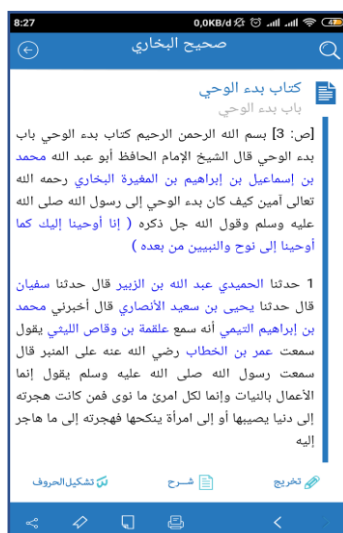 8:27
0,0KB/d
صحيح البخاري
كتاب بدء الوحي
باب بدء الوحي
[ص: 3] بسم الله الرحمن الرحيم كتاب بدء الوحي باب
بدء الوحي قال الشيخ الإمام الحافظ أبو عبد الله محمد
بن إسماعيل بن إبراهيم بن المغيرة البخاري رحمه الله
تعالى آمين كيف كان بدء الوحي إلى رسول الله صلى الله
عليه وسلم وقول الله جل ذكره ( إنا أوحينا إليك كما
أوحينا إلى نوح والنبيين من بعده )
1 حدثنا الحميدي عبد الله بن الزبير قال حدثنا سفيان
قال حدثنا يحيى بن سعيد الأنصاري قال أخبرني محمد
بن إبراهيم التيمي أنه سمع علقمة بن وقاص الليثي يقول
سمعت عمر بن الخطاب رضي الله عنه على المنبر قال
سمعت رسول الله صلى الله عليه وسلم يقول إنما
الأعمال بالنيات وإنما لكل امرئ ما نوى فمن كانت هجرته
إلى دنيا يصيبها أو إلى امرأة ينكحها فهجرته إلى ما هاجر
إليه
تخريج شرح تشكيل الحروف